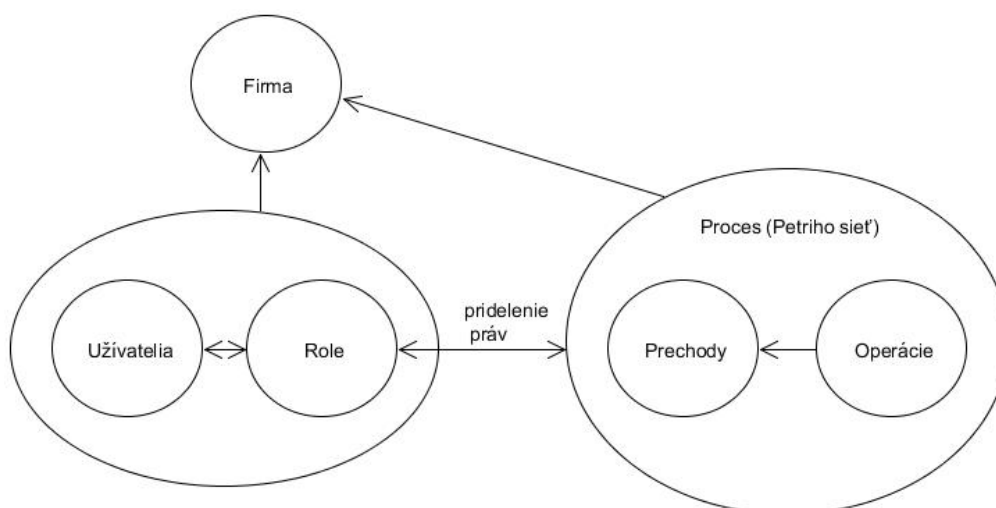 Firma
Proces (Petriho sieť)
pridelenie
práv
Užívatelia
Role
Prechody
Operácie